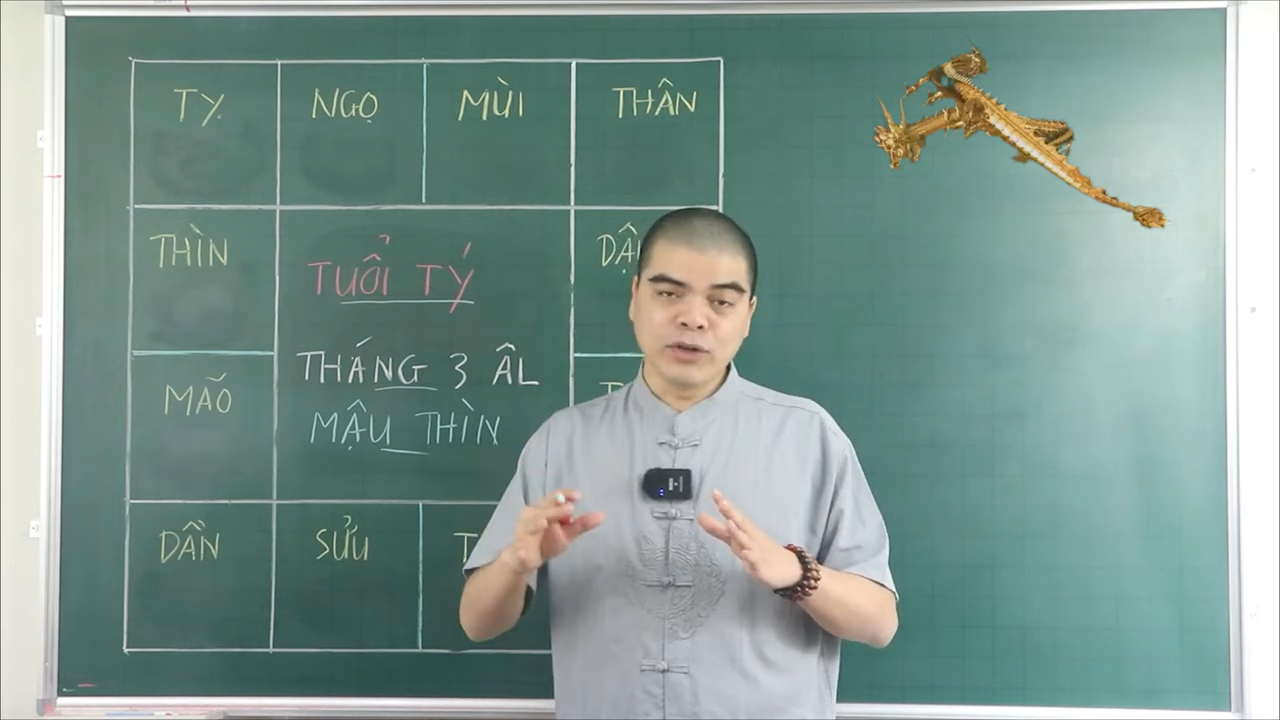 TỴ NGỌ MÙI THÂN
THÌN
TUỔI TÝ
THÁNG 3 ÂL
MẬU THÌN
MÃO
DẦN SỬU